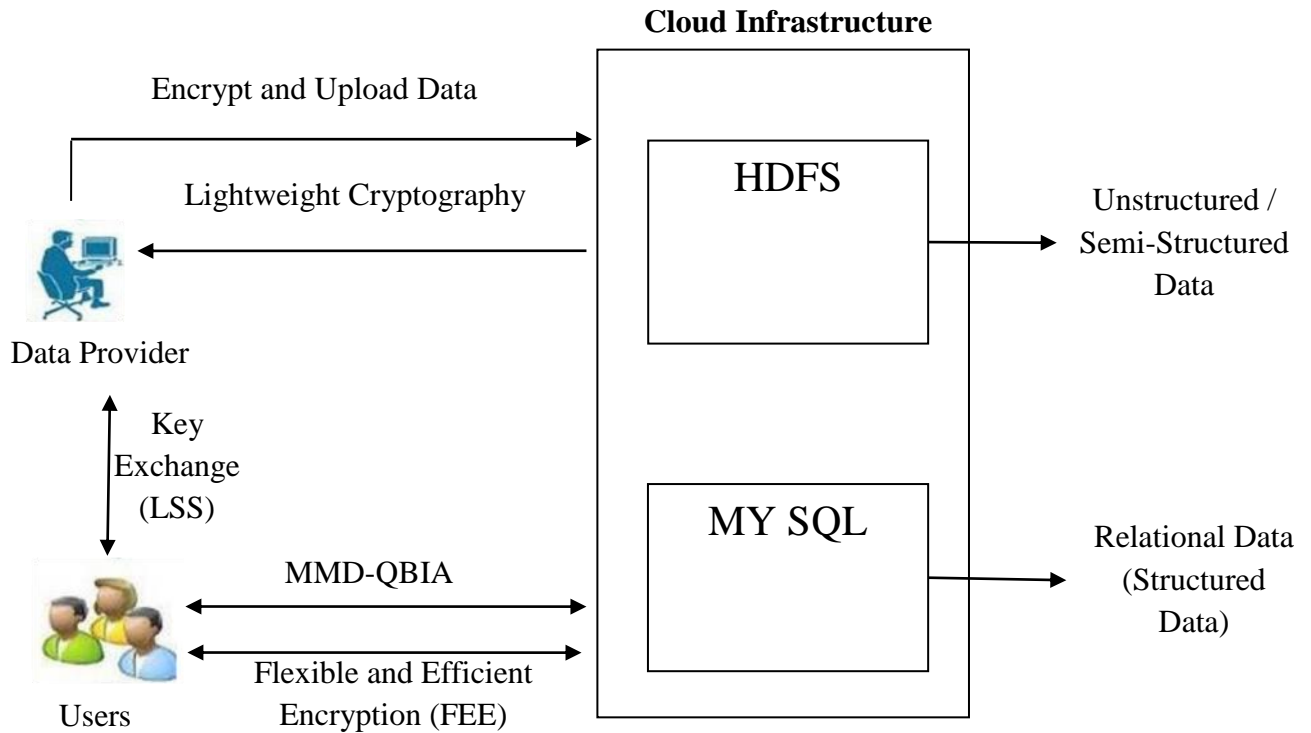 Cloud Infrastructure
Encrypt and Upload Data
HDFS
Lightweight Cryptography
Unstructured /
Semi-Structured
Data
Data Provider
Key
Exchange
(LSS)
MY SQL
Relational Data
(Structured
Data)
MMD-QBIA
Flexible and Efficient
Encryption (FEE)
Users